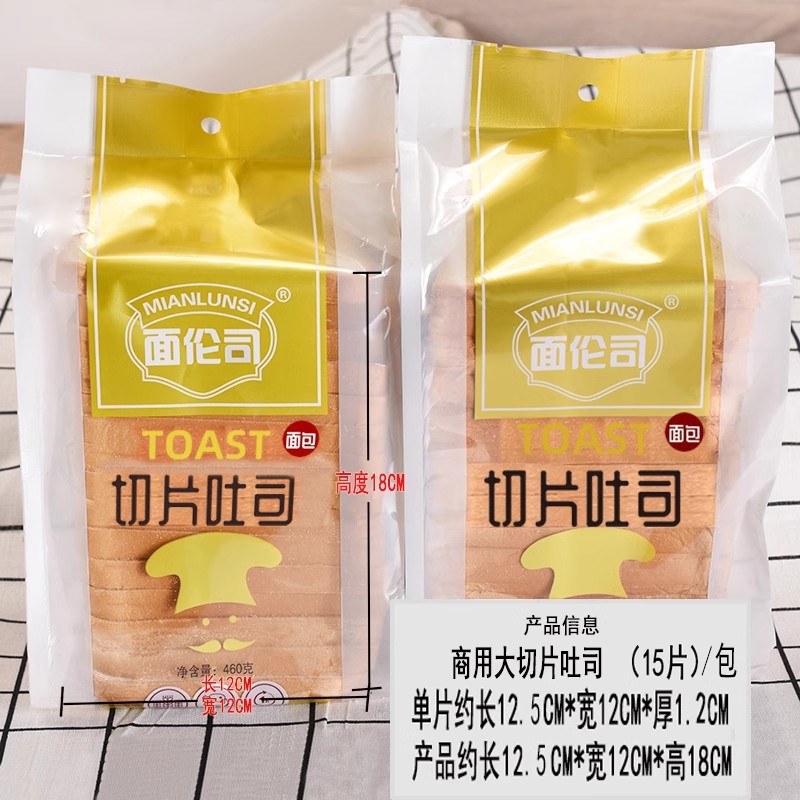 MIANLUNSI ®
面伦司
TOAST 面包
切片吐司
高度18CM
净含量：460克
长12CM
宽12CM
MIANLUNSI ®
面伦司
TOAST 面包
切片吐司
产品信息
商用大切片吐司 (15片)/包
单片约长12.5CM*宽12CM*厚1.2CM
产品约长12.5CM*宽12CM*高18CM